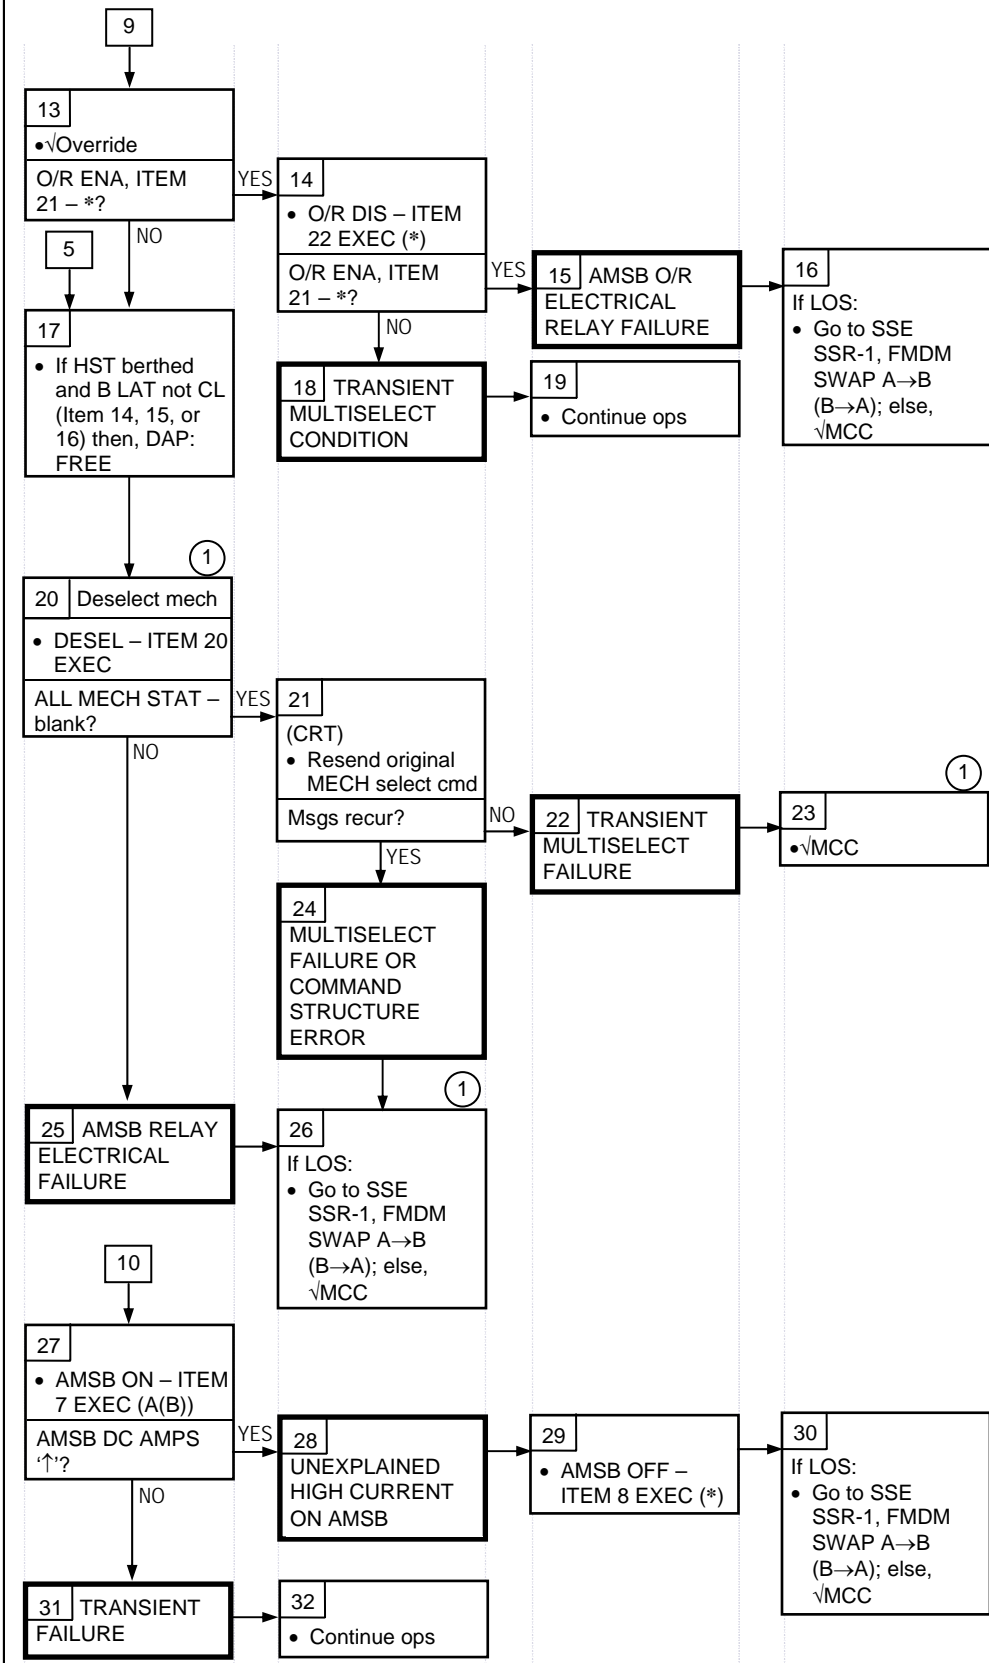 9
13
•√Override
O/R ENA, ITEM
21 – *?
YES
NO
14
• O/R DIS – ITEM
22 EXEC (*)
O/R ENA, ITEM
21 – *?
YES
NO
15 AMSB O/R
ELECTRICAL
RELAY FAILURE
16
If LOS:
• Go to SSE
SSR-1, FMDM
SWAP A→B
(B→A); else,
√MCC
5
17
• If HST berthed
and B LAT not CL
(Item 14, 15, or
16) then, DAP:
FREE
18 TRANSIENT
MULTISELECT
CONDITION
19
• Continue ops
1
20 Deselect mech
• DESEL – ITEM 20
EXEC
ALL MECH STAT –
blank?
YES
NO
21
(CRT)
• Resend original
MECH select cmd
Msgs recur?
NO
YES
22 TRANSIENT
MULTISELECT
FAILURE
1
23
•√MCC
24
MULTISELECT
FAILURE OR
COMMAND
STRUCTURE
ERROR
25 AMSB RELAY
ELECTRICAL
FAILURE
1
26
If LOS:
• Go to SSE
SSR-1, FMDM
SWAP A→B
(B→A); else,
√MCC
10
27
• AMSB ON – ITEM
7 EXEC (A(B))
AMSB DC AMPS
‘↑’?
YES
NO
28
UNEXPLAINED
HIGH CURRENT
ON AMSB
29
• AMSB OFF –
ITEM 8 EXEC (*)
30
If LOS:
• Go to SSE
SSR-1, FMDM
SWAP A→B
(B→A); else,
√MCC
31 TRANSIENT
FAILURE
32
• Continue ops